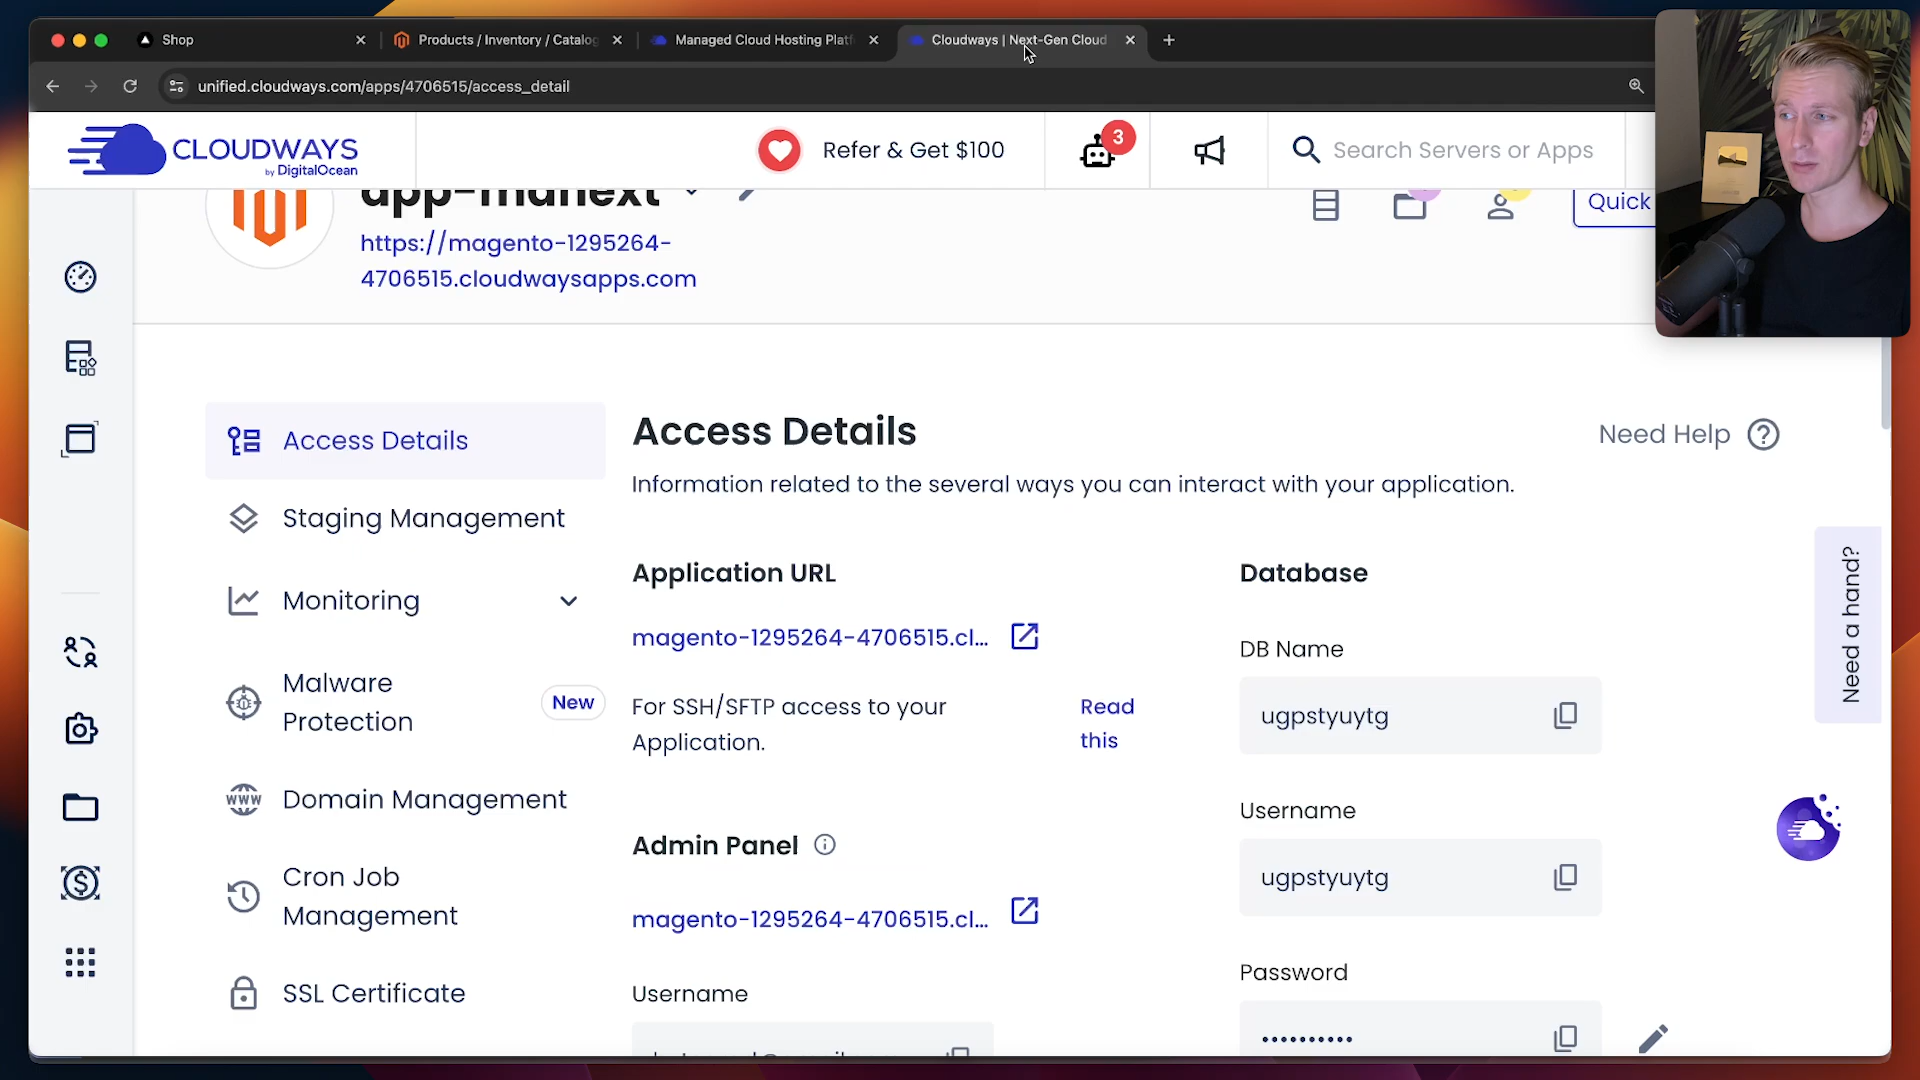 Shop
Products / Inventory / Catalog
Managed Cloud Hosting Platf
Cloudways | Next-Gen Cloud
unified.cloudways.com/apps/4706515/access_detail
CLOUDWAYS
by DigitalOcean
Refer & Get $100
3
Search Servers or Apps
app-munext
https://magento-1295264-
4706515.cloudwaysapps.com
Quick
Access Details
Staging Management
Monitoring
Malware
Protection
New
Domain Management
Cron Job
Management
SSL Certificate
Access Details
Need Help
Information related to the several ways you can interact with your application.
Application URL
magento-1295264-4706515.cl...
For SSH/SFTP access to your
Application.
Read
this
Admin Panel
magento-1295264-4706515.cl...
Username
Database
DB Name
ugpstyuytg
Username
ugpstyuytg
Password
••••••••••
Need a hand?
WWW